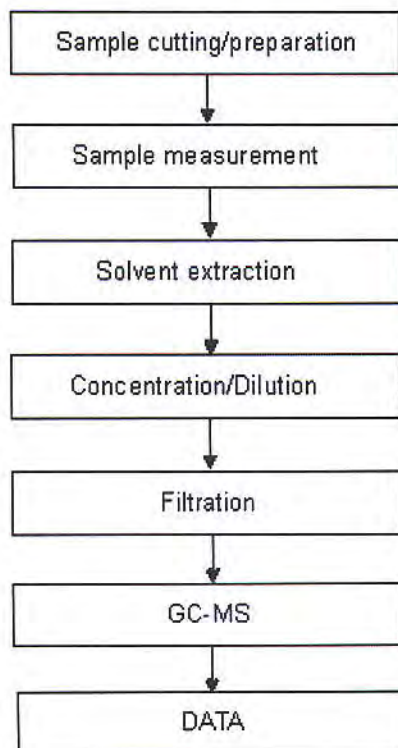 Sample cutting/preparation
Sample measurement
Solvent extraction
Concentration/Dilution
Filtration
GC-MS
DATA